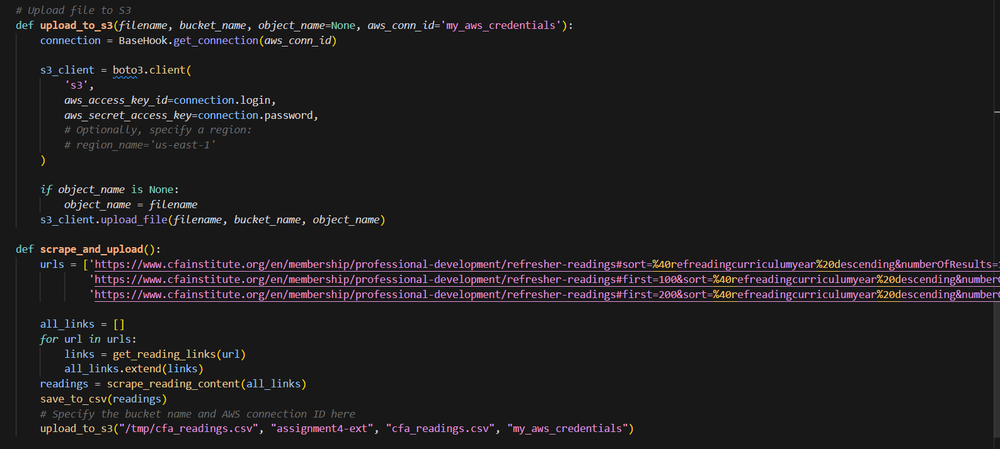 # Upload file to S3
def upload_to_s3(filename, bucket_name, object_name=None, aws_conn_id='my_aws_credentials'):
    connection = BaseHook.get_connection(aws_conn_id)

    s3_client = boto3.client(
        's3',
        aws_access_key_id=connection.login,
        aws_secret_access_key=connection.password,
        # Optionally, specify a region:
        # region_name='us-east-1'
    )

    if object_name is None:
        object_name = filename
    s3_client.upload_file(filename, bucket_name, object_name)

def scrape_and_upload():
    urls = ['https://www.cfainstitute.org/en/membership/professional-development/refresher-readings#sort=%40refreadingcurriculumyear%20descending&numberOfResults=
            'https://www.cfainstitute.org/en/membership/professional-development/refresher-readings#first=100&sort=%40refreadingcurriculumyear%20descending&number
            'https://www.cfainstitute.org/en/membership/professional-development/refresher-readings#first=200&sort=%40refreadingcurriculumyear%20descending&number

    all_links = []
    for url in urls:
        links = get_reading_links(url)
        all_links.extend(links)
    readings = scrape_reading_content(all_links)
    save_to_csv(readings)
    # Specify the bucket name and AWS connection ID here
    upload_to_s3("/tmp/cfa_readings.csv", "assignment4-ext", "cfa_readings.csv", "my_aws_credentials")